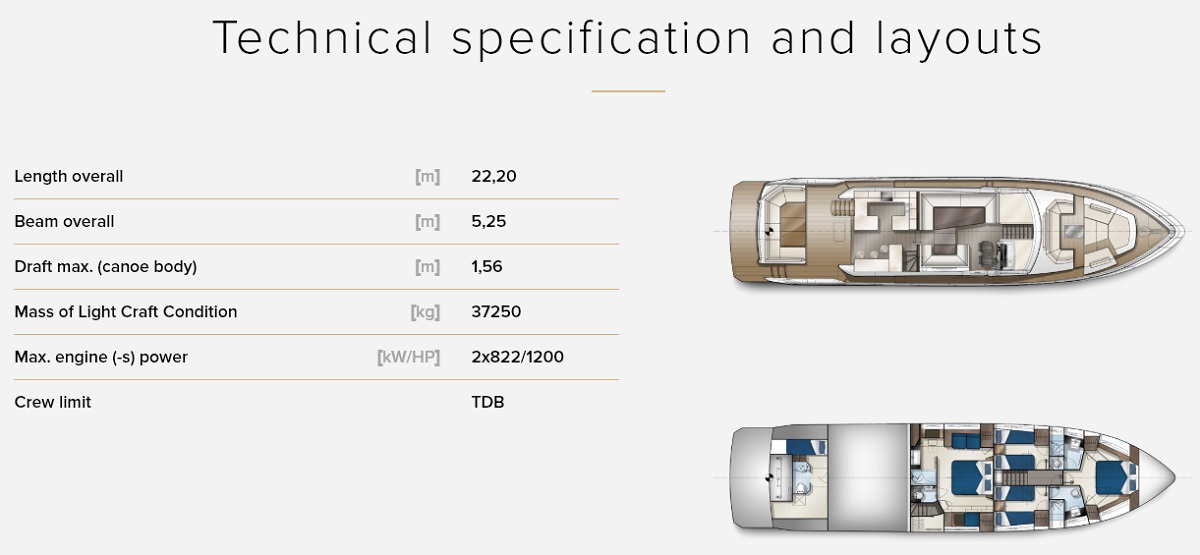 Technical specification and layouts
Length overall [m] 22,20
Beam overall [m] 5,25
Draft max. (canoe body) [m] 1,56
Mass of Light Craft Condition [kg] 37250
Max. engine (-s) power [kW/HP] 2x822/1200
Crew limit TDB